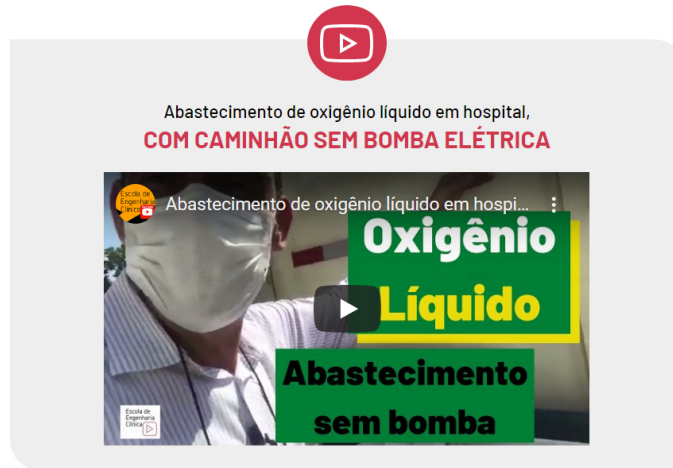 Abastecimento de oxigênio líquido em hospital,
COM CAMINHÃO SEM BOMBA ELÉTRICA
Escola de
Engenharia
Clínica
Abastecimento de oxigênio líquido em hospi...
Oxigênio
Líquido
Abastecimento
sem bomba
Escola de
Engenharia
Clínica